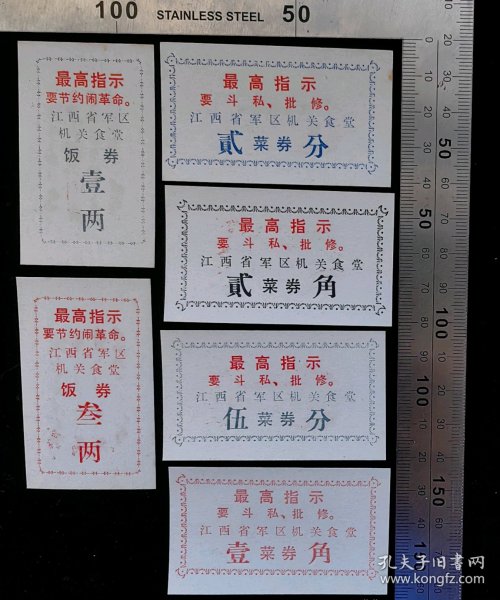 100 STAINLESS STEEL 50
最高指示
要节约闹革命。
江西省军区
机关食堂
饭券
壹
两
最高指示
要节约闹革命。
江西省军区
机关食堂
饭券
叁
两
最高指示
要斗私、批修。
江西省军区机关食堂
贰菜券分
最高指示
要斗私、批修。
江西省军区机关食堂
贰菜券角
最高指示
要斗私、批修。
江西省军区机关食堂
伍菜券分
最高指示
要斗私、批修。
江西省军区机关食堂
壹菜券角
50
100
150
50
100
孔夫子旧书网
www.kongfz.com